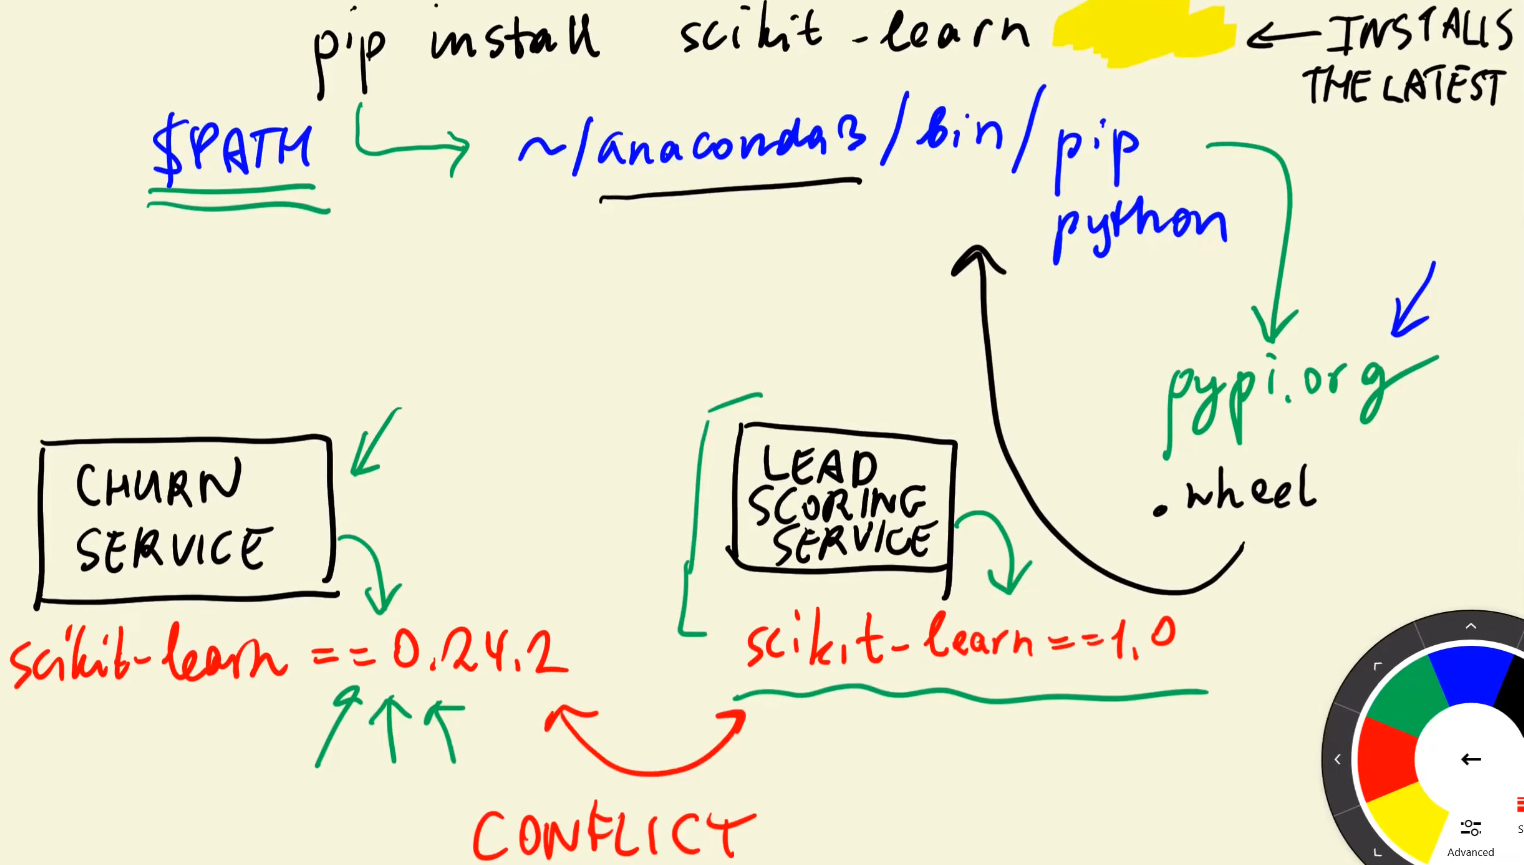 pip install scikit-learn ← INSTALLS
THE LATEST
$PATH ~/anaconda3/bin/pip
python
pypi.org
.wheel
CHURN
SERVICE
LEAD
SCORING
SERVICE
scikit-learn == 0.24.2
scikit-learn==1.0
CONFLICT
Advanced
S